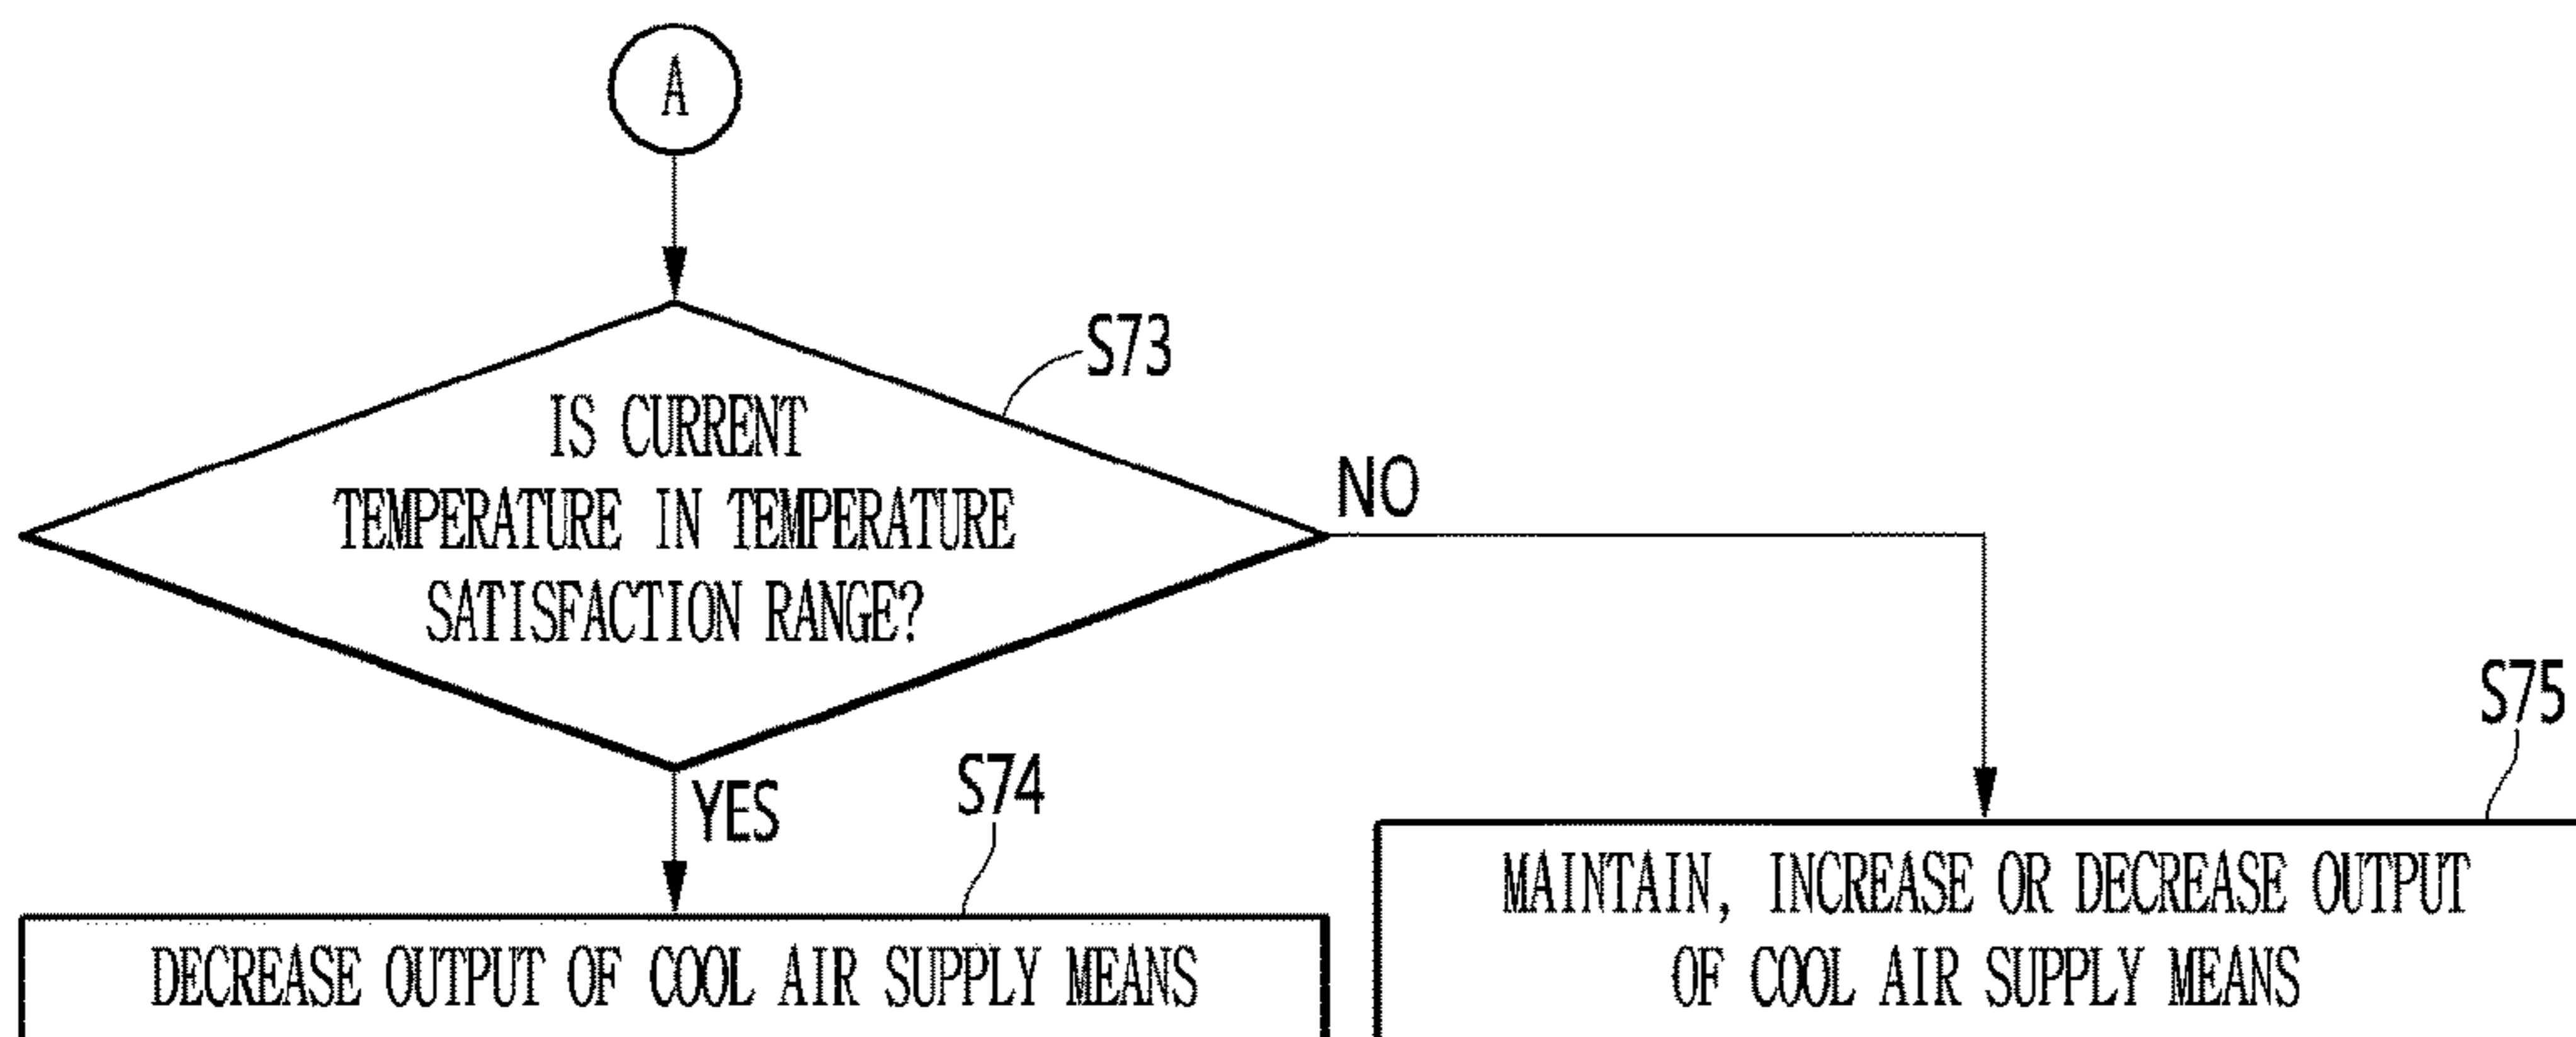 A
S73
IS CURRENT
TEMPERATURE IN TEMPERATURE
SATISFACTION RANGE?
NO
YES
S74
DECREASE OUTPUT OF COOL AIR SUPPLY MEANS
S75
MAINTAIN, INCREASE OR DECREASE OUTPUT
OF COOL AIR SUPPLY MEANS